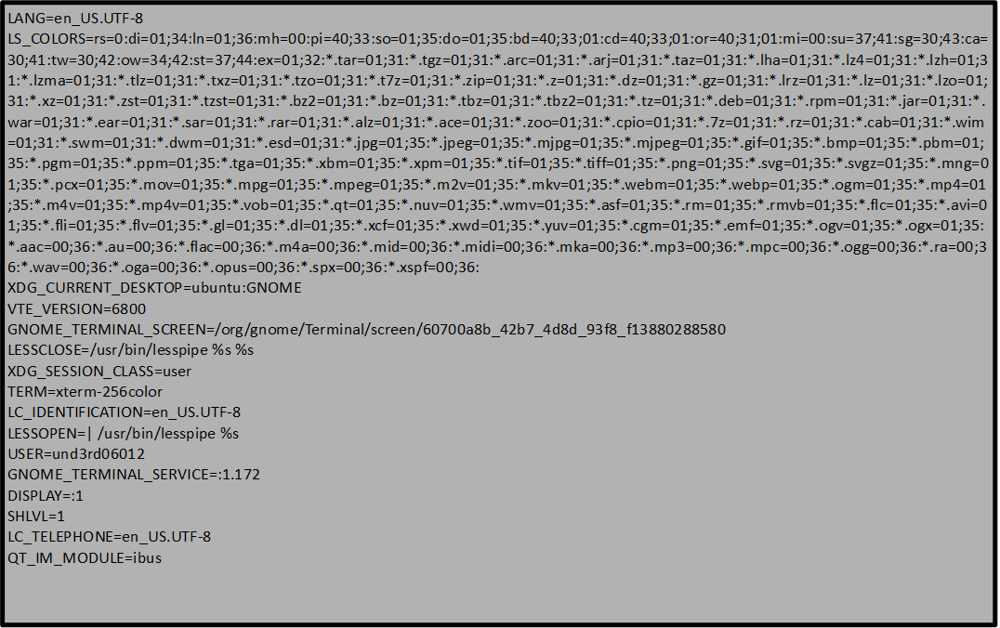 LANG=en_US.UTF-8
LS_COLORS=rs=0:di=01;34:ln=01;36:mh=00:pi=40;33:so=01;35:do=01;35:bd=40;33;01:cd=40;33;01:or=40;31;01:mi=00:su=37;41:sg=30;43:ca=
30;41:tw=30;42:ow=34;42:st=37;44:ex=01;32:*.tar=01;31:*.tgz=01;31:*.arc=01;31:*.arj=01;31:*.taz=01;31:*.lha=01;31:*.lz4=01;31:*.lzh=01;3
1:*.lzma=01;31:*.tlz=01;31:*.txz=01;31:*.tzo=01;31:*.t7z=01;31:*.zip=01;31:*.z=01;31:*.dz=01;31:*.gz=01;31:*.lrz=01;31:*.lz=01;31:*.lzo=01;
31:*.xz=01;31:*.zst=01;31:*.tzst=01;31:*.bz2=01;31:*.bz=01;31:*.tbz=01;31:*.tbz2=01;31:*.tz=01;31:*.deb=01;31:*.rpm=01;31:*.jar=01;31:*.
war=01;31:*.ear=01;31:*.sar=01;31:*.rar=01;31:*.alz=01;31:*.ace=01;31:*.zoo=01;31:*.cpio=01;31:*.7z=01;31:*.rz=01;31:*.cab=01;31:*.wim
=01;31:*.swm=01;31:*.dwm=01;31:*.esd=01;31:*.jpg=01;35:*.jpeg=01;35:*.mjpg=01;35:*.mjpeg=01;35:*.gif=01;35:*.bmp=01;35:*.pbm=01;
35:*.pgm=01;35:*.ppm=01;35:*.tga=01;35:*.xbm=01;35:*.xpm=01;35:*.tif=01;35:*.tiff=01;35:*.png=01;35:*.svg=01;35:*.svgz=01;35:*.mng=0
1;35:*.pcx=01;35:*.mov=01;35:*.mpg=01;35:*.mpeg=01;35:*.m2v=01;35:*.mkv=01;35:*.webm=01;35:*.webp=01;35:*.ogm=01;35:*.mp4=01
;35:*.m4v=01;35:*.mp4v=01;35:*.vob=01;35:*.qt=01;35:*.nuv=01;35:*.wmv=01;35:*.asf=01;35:*.rm=01;35:*.rmvb=01;35:*.flc=01;35:*.avi=0
1;35:*.fli=01;35:*.flv=01;35:*.gl=01;35:*.dl=01;35:*.xcf=01;35:*.xwd=01;35:*.yuv=01;35:*.cgm=01;35:*.emf=01;35:*.ogv=01;35:*.ogx=01;35:
*.aac=00;36:*.au=00;36:*.flac=00;36:*.m4a=00;36:*.mid=00;36:*.midi=00;36:*.mka=00;36:*.mp3=00;36:*.mpc=00;36:*.ogg=00;36:*.ra=00;3
6:*.wav=00;36:*.oga=00;36:*.opus=00;36:*.spx=00;36:*.xspf=00;36:
XDG_CURRENT_DESKTOP=ubuntu:GNOME
VTE_VERSION=6800
GNOME_TERMINAL_SCREEN=/org/gnome/Terminal/screen/60700a8b_42b7_4d8d_93f8_f13880288580
LESSCLOSE=/usr/bin/lesspipe %s %s
XDG_SESSION_CLASS=user
TERM=xterm-256color
LC_IDENTIFICATION=en_US.UTF-8
LESSOPEN=| /usr/bin/lesspipe %s
USER=und3rd06012
GNOME_TERMINAL_SERVICE=:1.172
DISPLAY=:1
SHLVL=1
LC_TELEPHONE=en_US.UTF-8
QT_IM_MODULE=ibus